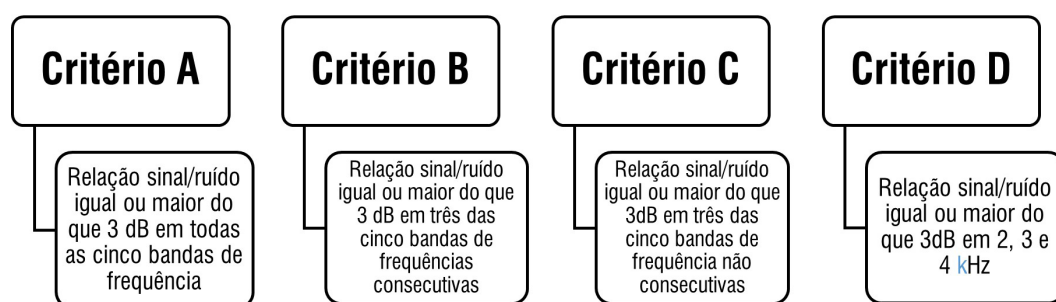 Critério A
Relação sinal/ruído
igual ou maior do
que 3 dB em todas
as cinco bandas de
frequência
Critério B
Relação sinal/ruído
igual ou maior do que
3 dB em três das
cinco bandas de
frequências
consecutivas
Critério C
Relação sinal/ruído
igual ou maior do que
3dB em três das
cinco bandas de
frequência não
consecutivas
Critério D
Relação sinal/ruído
igual ou maior do
que 3dB em 2, 3 e
4 kHz